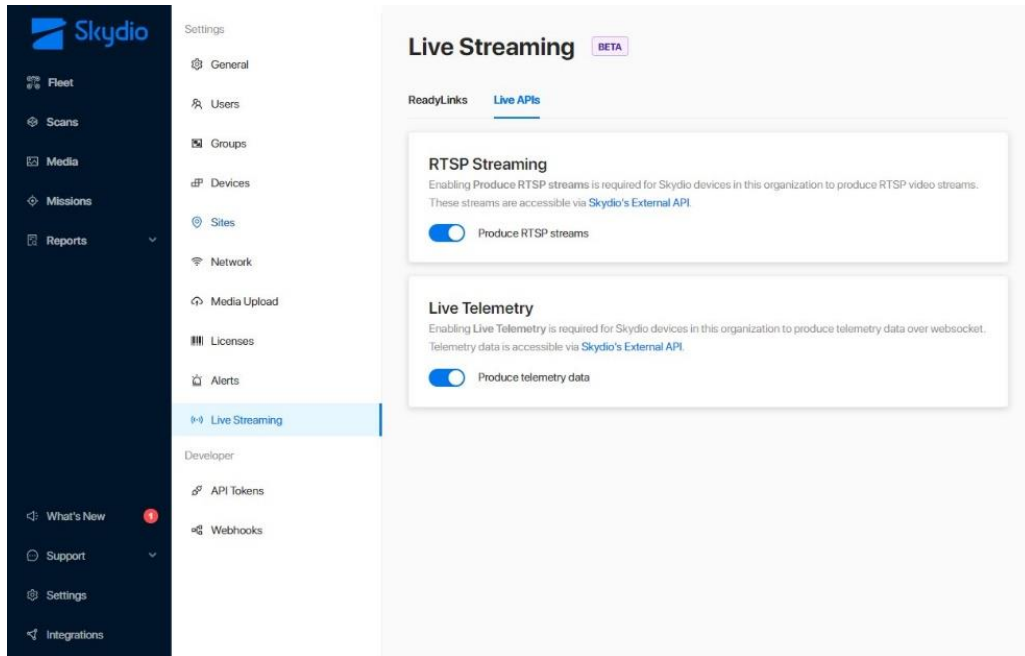 Skydio
Fleet
Scans
Media
Missions
Reports
What's New
1
Support
Settings
Integrations
Settings
General
Users
Groups
Devices
Sites
Network
Media Upload
Licenses
Alerts
Live Streaming
Developer
API Tokens
Webhooks
Live Streaming BETA
ReadyLinks Live APIs
RTSP Streaming
Enabling Produce RTSP streams is required for Skydio devices in this organization to produce RTSP video streams.
These streams are accessible via Skydio's External API.
Produce RTSP streams
Live Telemetry
Enabling Live Telemetry is required for Skydio devices in this organization to produce telemetry data over websocket.
Telemetry data is accessible via Skydio's External API.
Produce telemetry data